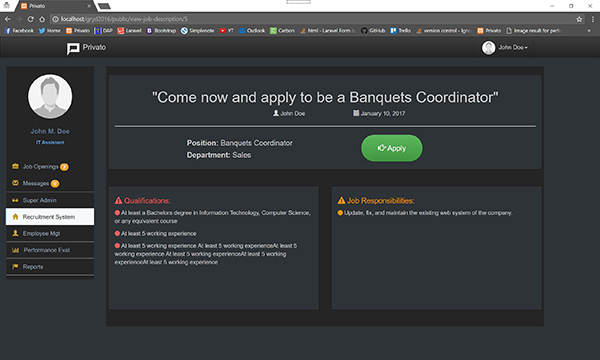 Privato
localhost/gryd2016/public/view-job-description/5
Facebook Twitter Home Privato DAP Laravel Bootstrap Simplenote YT Outlook Carbon html - Laravel Form Privato GitHub Trello version control - Igno Privato Image result for peri
Privato
John Doe
John M. Doe
IT Assistant
Job Openings
Messages
Super Admin
Recruitment System
Employee Mgt
Performance Eval
Reports
"Come now and apply to be a Banquets Coordinator"
John Doe January 10, 2017
Position: Banquets Coordinator
Department: Sales
Apply
Qualifications:
At least a Bachelors degree in Information Technology, Computer Science,
or any equivalent course
At least 5 working experience
At least 5 working experience At least 5 working experienceAt least 5
working experience At least 5 working experienceAt least 5 working
experienceAt least 5 working experience
Job Responsibilities:
Update, fix, and maintain the existing web system of the company.